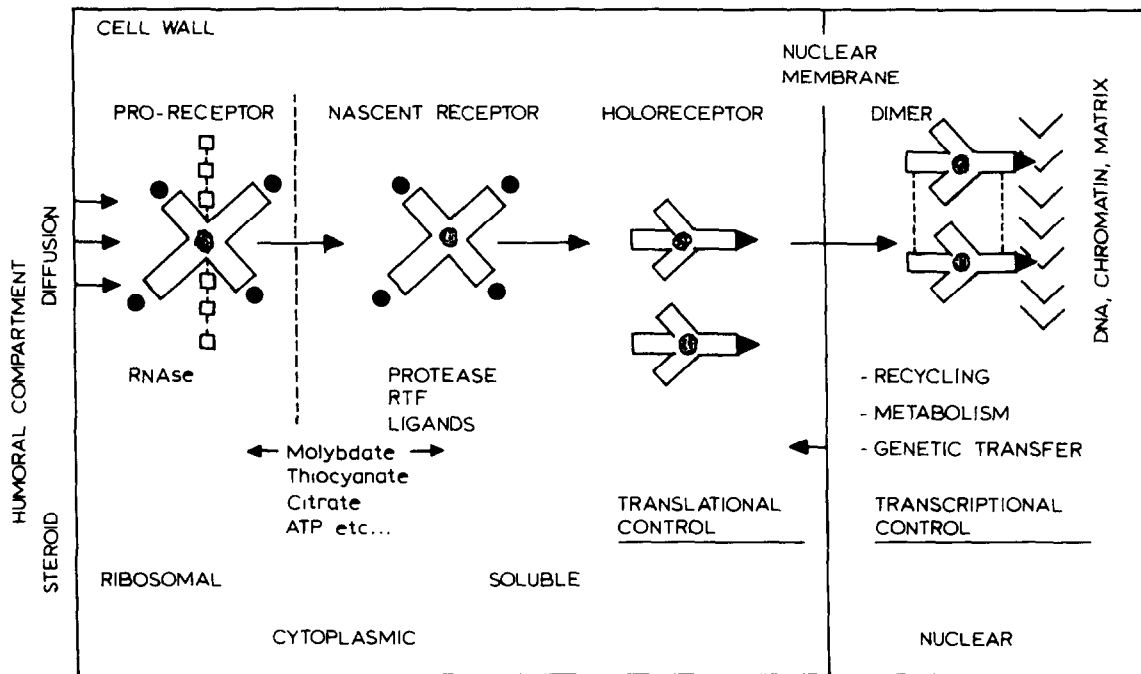 CELL WALL
NUCLEAR
MEMBRANE
PRO-RECEPTOR
NASCENT RECEPTOR
HOLORECEPTOR
DIMER
DNA, CHROMATIN, MATRIX
HUMORAL COMPARTMENT
STEROID DIFFUSION
RNAse
PROTEASE
RTF
LIGANDS
Molybdate
Thiocyanate
Citrate
ATP etc...
- RECYCLING
- METABOLISM
- GENETIC TRANSFER
TRANSLATIONAL
CONTROL
TRANSCRIPTIONAL
CONTROL
RIBOSOMAL
SOLUBLE
CYTOPLASMIC
NUCLEAR